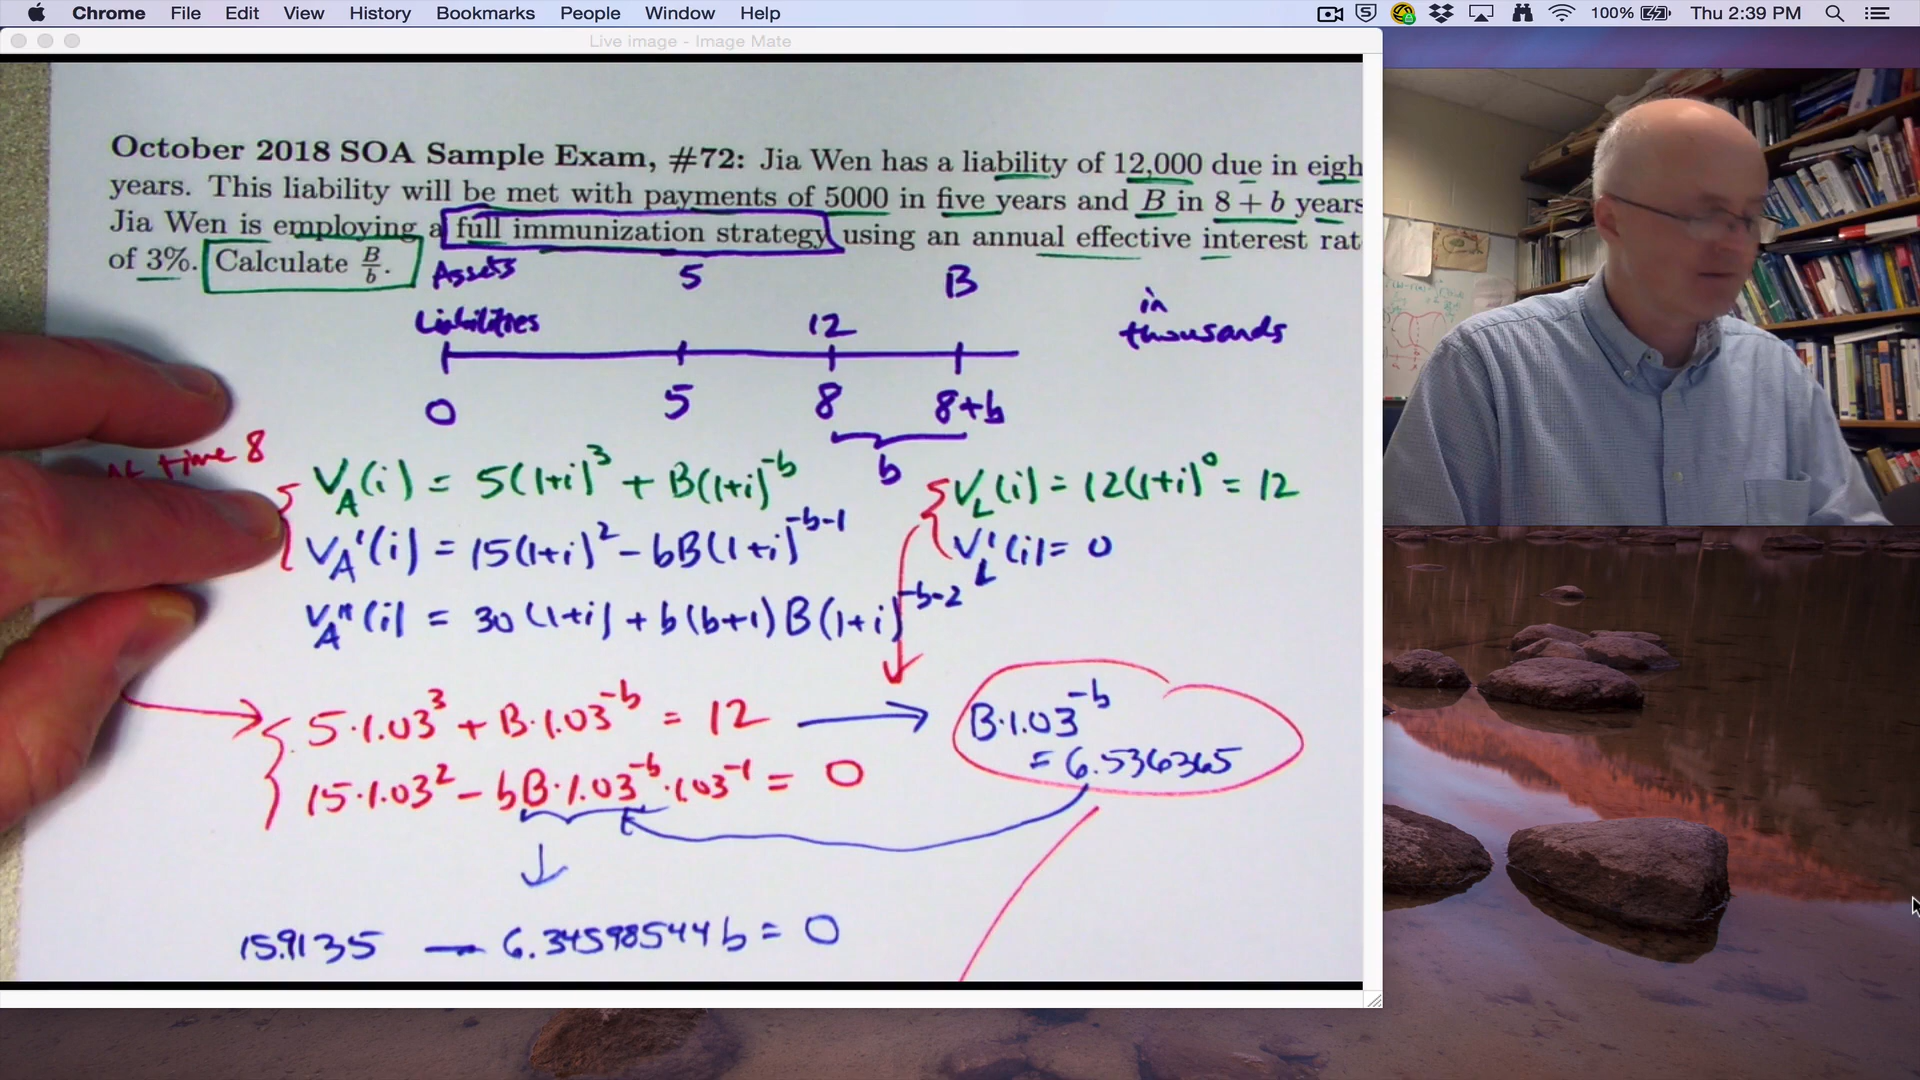 Chrome File Edit View History Bookmarks People Window Help 100% Thu 2:39 PM
Live image - Image Mate
October 2018 SOA Sample Exam, #72: Jia Wen has a liability of 12,000 due in eigh
years. This liability will be met with payments of 5000 in five years and B in 8 + b years
Jia Wen is employing a full immunization strategy using an annual effective interest rat
of 3%. Calculate B/b.
Assets 5 B
Liabilities 12
in thousands
0 5 8 8+b
b
At time 8
V_A(i) = 5(1+i)^3 + B(1+i)^-b
V_L(i) = 12(1+i)^0 = 12
V_A'(i) = 15(1+i)^2 - bB(1+i)^-b-1
V_L'(i) = 0
V_A"(i) = 30(1+i) + b(b+1)B(1+i)^-b-2
5·1.03^3 + B·1.03^-b = 12
B·1.03^-b
= 6.536365
15·1.03^2 - bB·1.03^-b·1.03^-1 = 0
15.9135 - 6.34598544b = 0